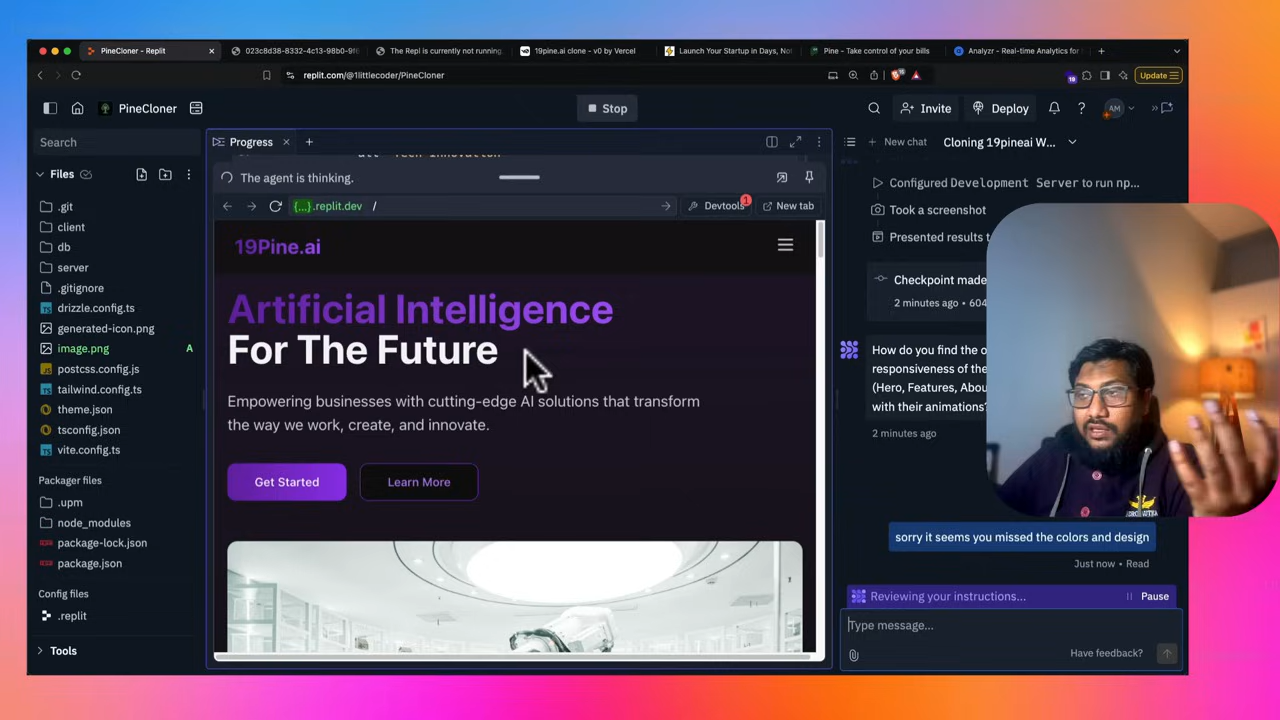 PineCloner - Replit
023c8d38-8332-4c13-98b0-9f6
The Repl is currently not running
19pine.ai clone - v0 by Vercel
Launch Your Startup in Days, Not
Pine - Take control of your bills
Analyzr - Real-time Analytics for
replit.com/@1littlecoder/PineCloner
Update
PineCloner
Stop
Invite
Deploy
AM
Search
Progress
New chat
Cloning 19pineai W...
Files
.git
client
db
server
.gitignore
drizzle.config.ts
generated-icon.png
image.png
A
postcss.config.js
tailwind.config.ts
theme.json
tsconfig.json
vite.config.ts
Packager files
.upm
node_modules
package-lock.json
package.json
Config files
.replit
Tools
The agent is thinking.
{...}.replit.dev /
Devtools
1
New tab
19Pine.ai
Artificial Intelligence
For The Future
Empowering businesses with cutting-edge AI solutions that transform
the way we work, create, and innovate.
Get Started
Learn More
Configured Development Server to run np...
Took a screenshot
Presented results t
Checkpoint made
2 minutes ago • 604
How do you find the o
responsiveness of the
(Hero, Features, Abou
with their animations?
2 minutes ago
sorry it seems you missed the colors and design
Just now • Read
Reviewing your instructions...
Pause
Type message...
Have feedback?